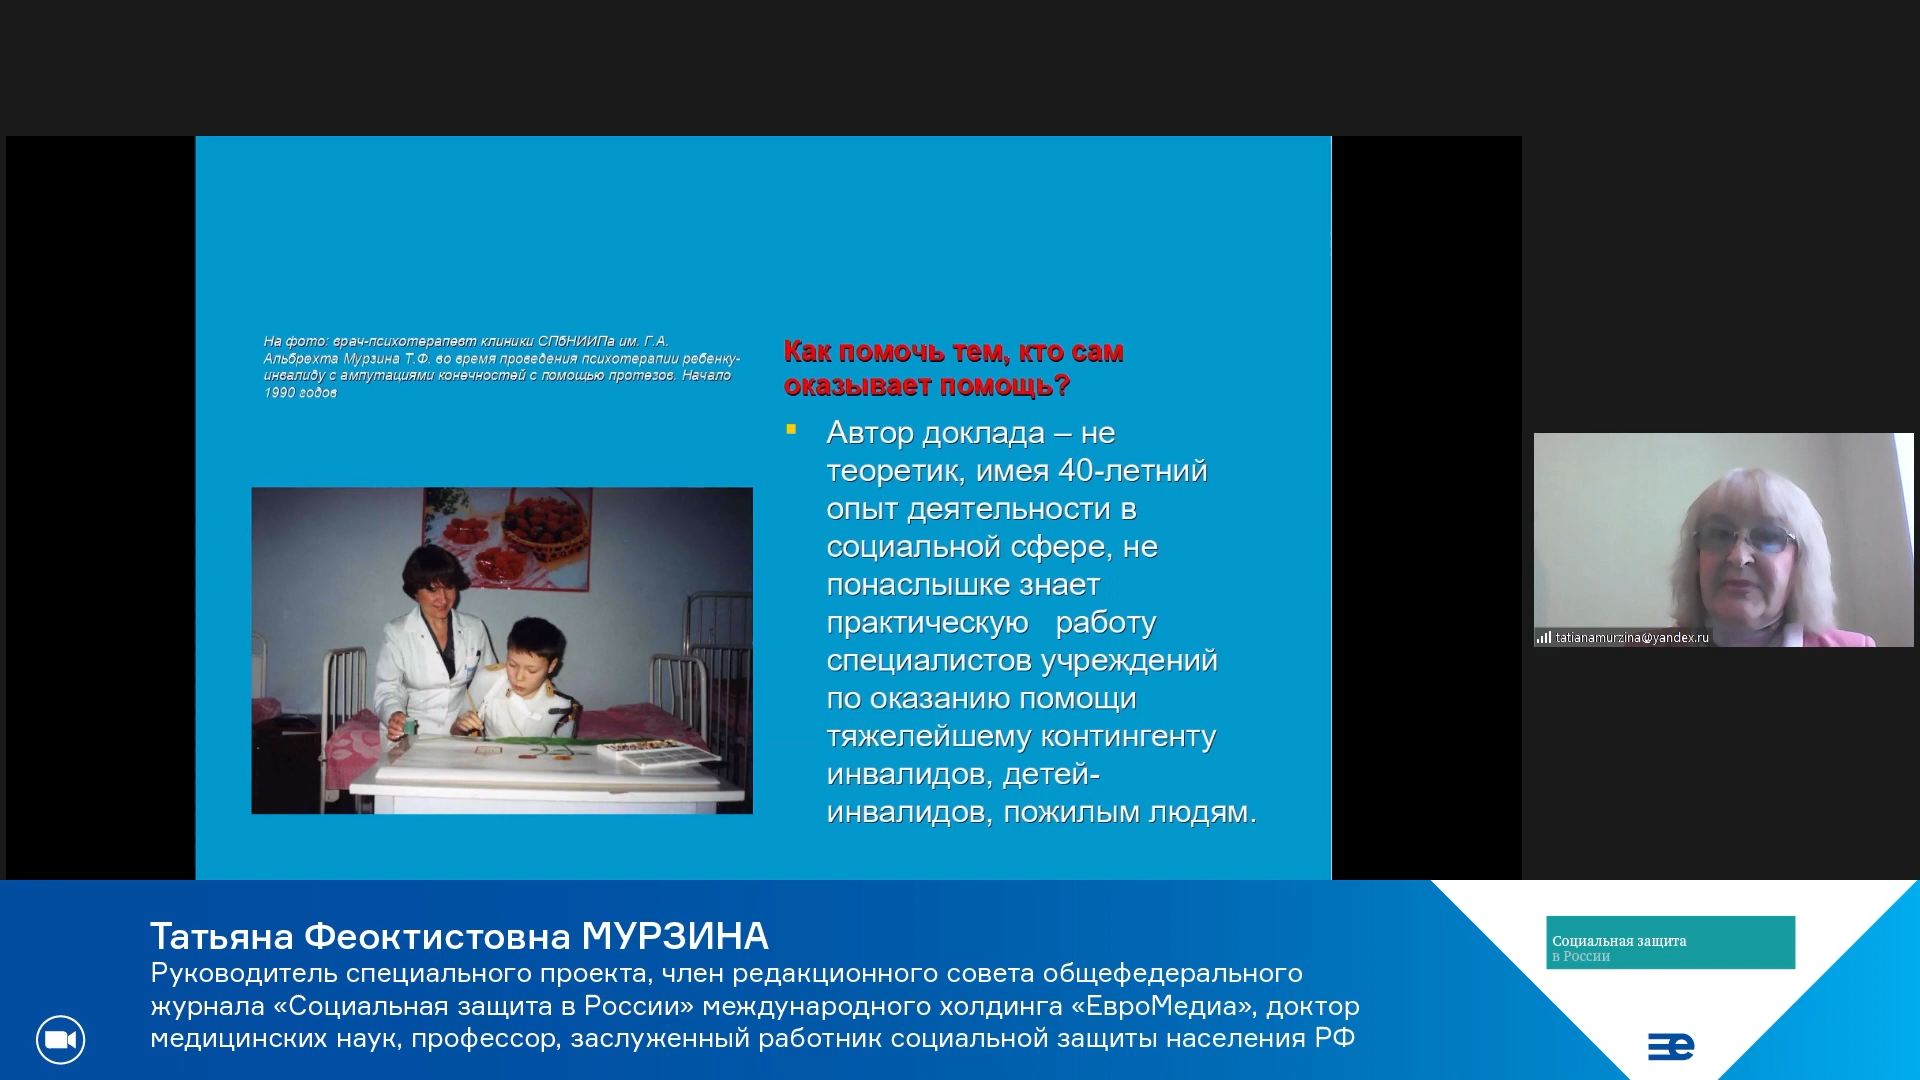 На фото: врач-психотерапевт клиники СПбНИИПа им. Г.А.
Альбрехта Мурзина Т.Ф. во время проведения психотерапии ребенку-
инвалиду с ампутациями конечностей с помощью протезов. Начало
1990 годов
Как помочь тем, кто сам
оказывает помощь?
Автор доклада – не
теоретик, имея 40-летний
опыт деятельности в
социальной сфере, не
понаслышке знает
практическую работу
специалистов учреждений
по оказанию помощи
тяжелейшему контингенту
инвалидов, детей-
инвалидов, пожилым людям.
tatianamurzina@yandex.ru
Татьяна Феоктистовна МУРЗИНА
Руководитель специального проекта, член редакционного совета общефедерального
журнала «Социальная защита в России» международного холдинга «ЕвроМедиа», доктор
медицинских наук, профессор, заслуженный работник социальной защиты населения РФ
Социальная защита
в России